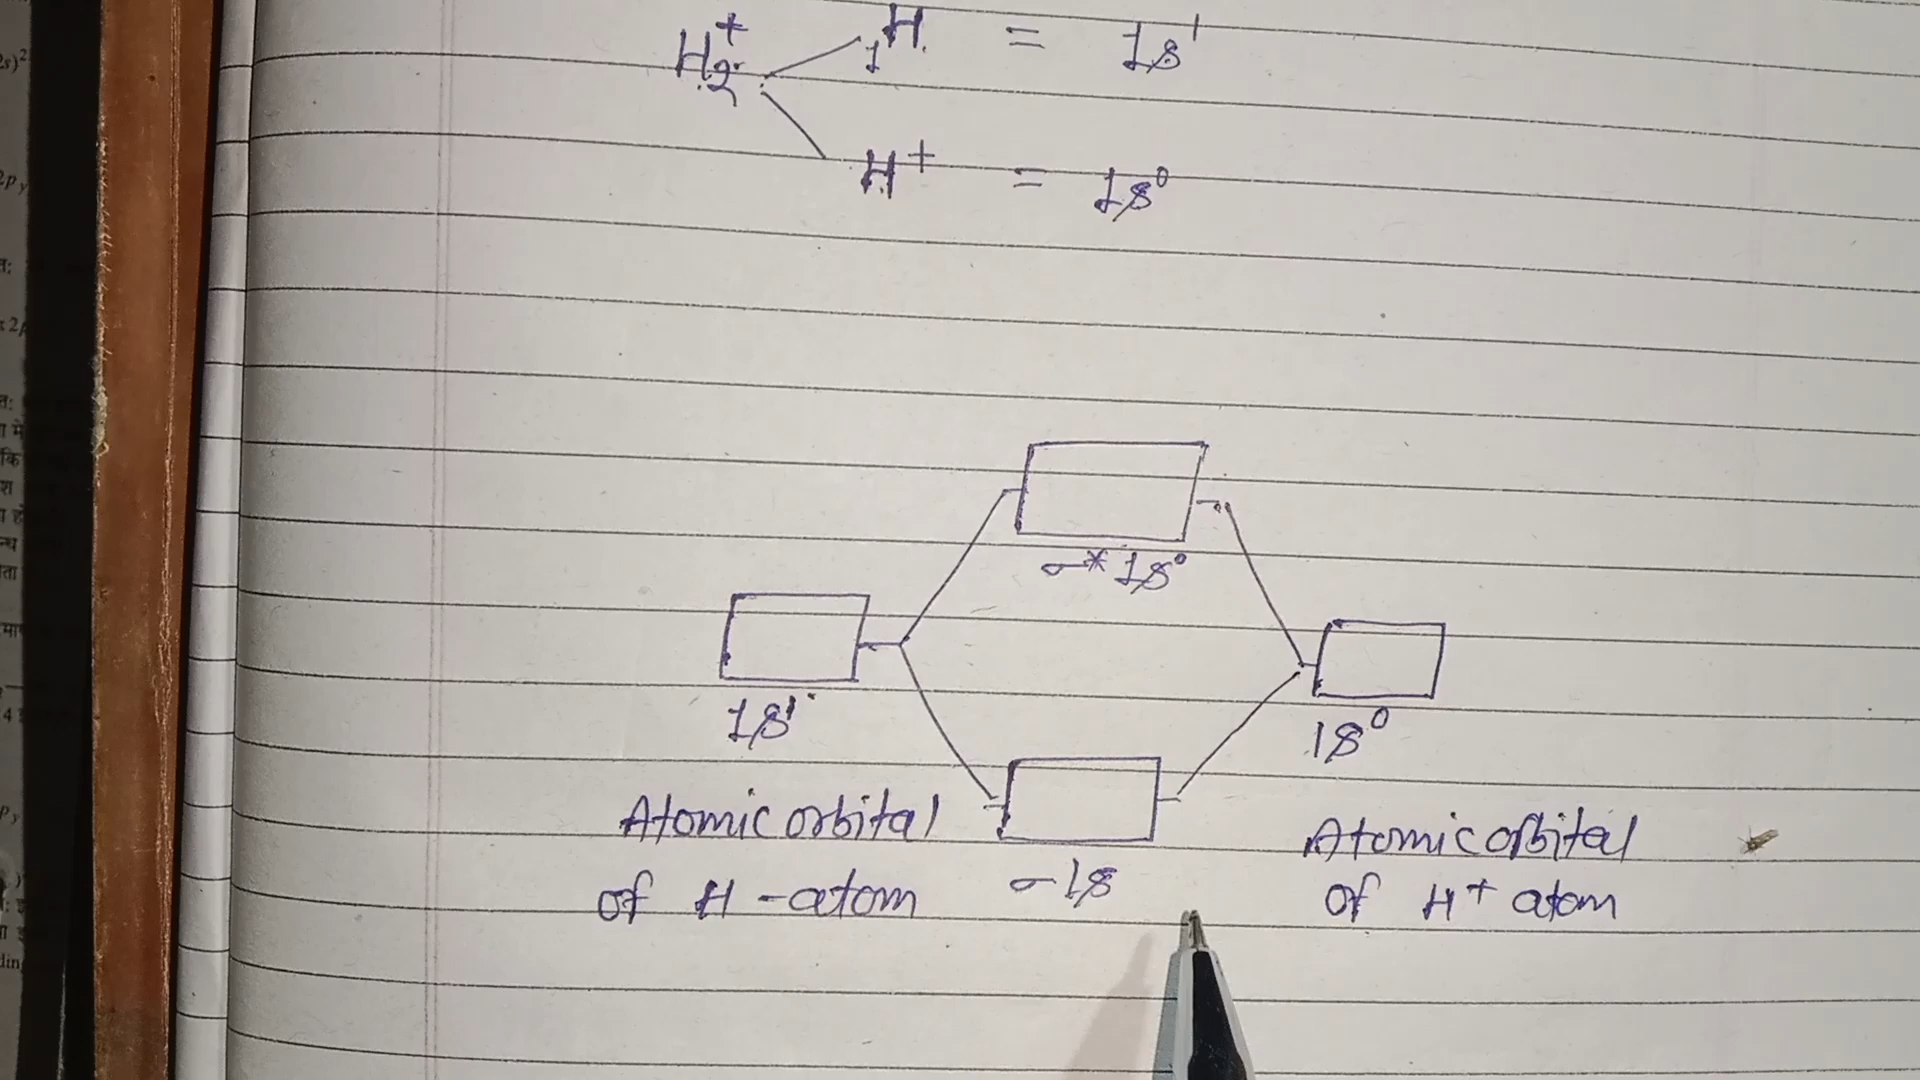 H₂⁺
₁H = 1s¹
H⁺ = 1s⁰
σ* 1s⁰
1s¹
1s⁰
Atomic orbital
of H-atom
σ1s
Atomic orbital
of H⁺ atom